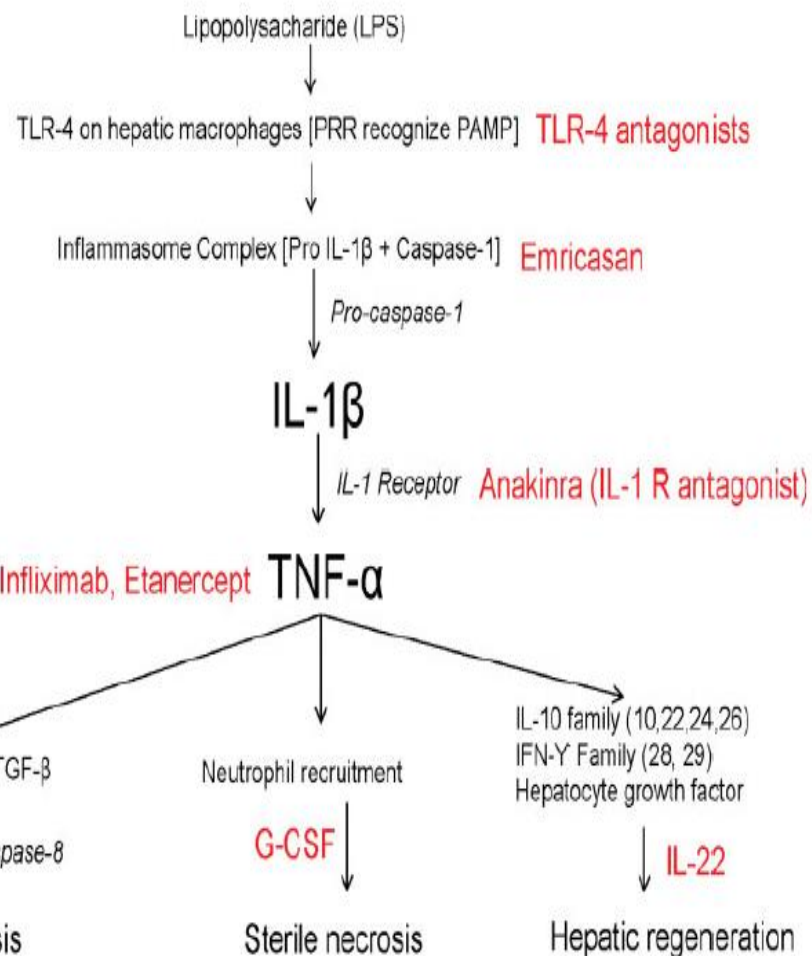 Lipopolysacharide (LPS)
TLR-4 on hepatic macrophages [PRR recognize PAMP] TLR-4 antagonists
Inflammasome Complex [Pro IL-1β + Caspase-1] Emricasan
Pro-caspase-1
IL-1β
IL-1 Receptor Anakinra (IL-1 R antagonist)
Infliximab, Etanercept TNF-α
IL-10 family (10,22,24,26)
IFN-Y Family (28, 29)
Hepatocyte growth factor
TGF-β
Neutrophil recruitment
pase-8
G-CSF
IL-22
sis
Sterile necrosis
Hepatic regeneration